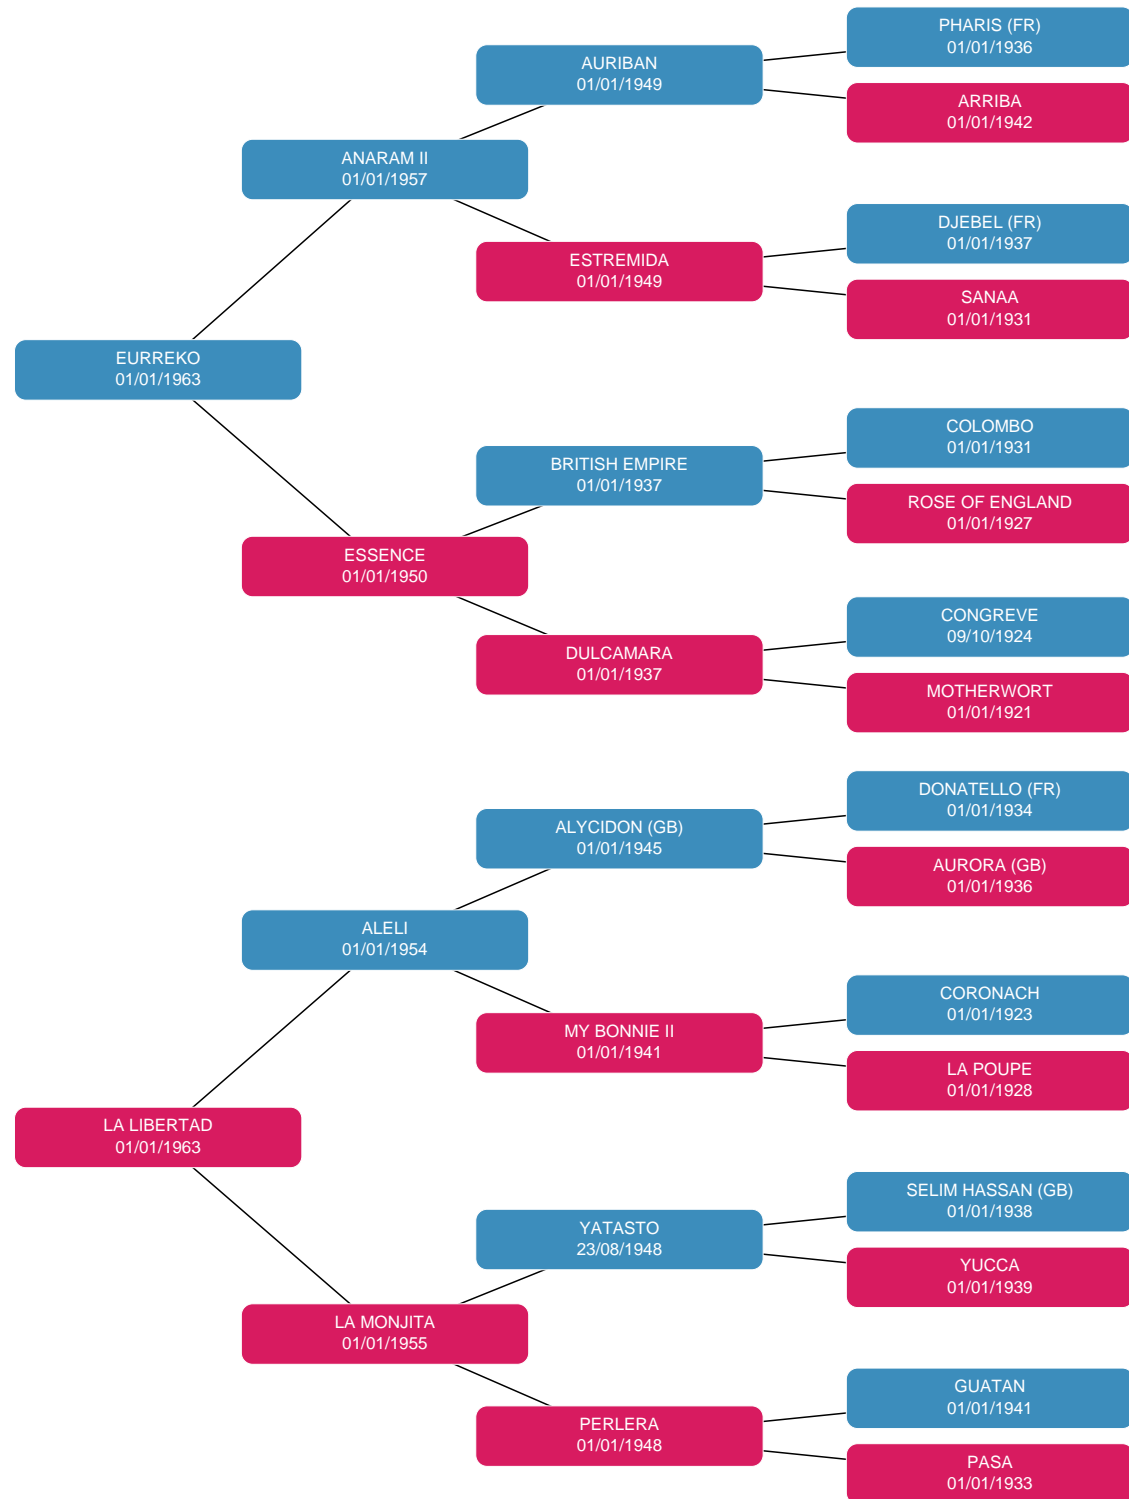 PHARIS (FR)
01/01/1936
AURIBAN
01/01/1949
ARRIBA
01/01/1942
ANARAM II
01/01/1957
DJEBEL (FR)
01/01/1937
ESTREMIDA
01/01/1949
SANAA
01/01/1931
EURREKO
01/01/1963
COLOMBO
01/01/1931
BRITISH EMPIRE
01/01/1937
ROSE OF ENGLAND
01/01/1927
ESSENCE
01/01/1950
CONGREVE
09/10/1924
DULCAMARA
01/01/1937
MOTHERWORT
01/01/1921
DONATELLO (FR)
01/01/1934
ALYCIDON (GB)
01/01/1945
AURORA (GB)
01/01/1936
ALELI
01/01/1954
CORONACH
01/01/1923
MY BONNIE II
01/01/1941
LA POUPE
01/01/1928
LA LIBERTAD
01/01/1963
SELIM HASSAN (GB)
01/01/1938
YATASTO
23/08/1948
YUCCA
01/01/1939
LA MONJITA
01/01/1955
GUATAN
01/01/1941
PERLERA
01/01/1948
PASA
01/01/1933